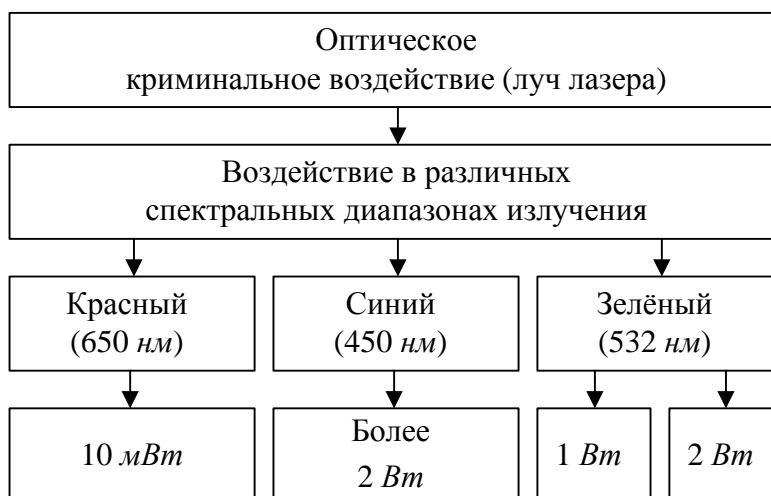 Оптическое
криминальное воздействие (луч лазера)
Воздействие в различных
спектральных диапазонах излучения
Красный
(650 нм)
Синий
(450 нм)
Зелёный
(532 нм)
10 мВт
Более
2 Вт
1 Вт
2 Вт